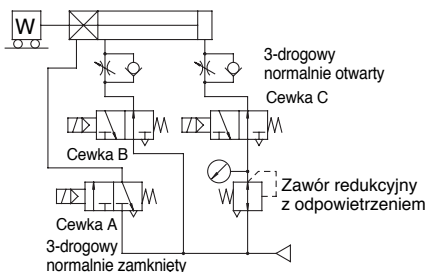 W
3-drogowy
normalnie otwarty
Cewka C
Cewka B
Zawór redukcyjny
z odpowietrzeniem
Cewka A
3-drogowy
normalnie zamknięty